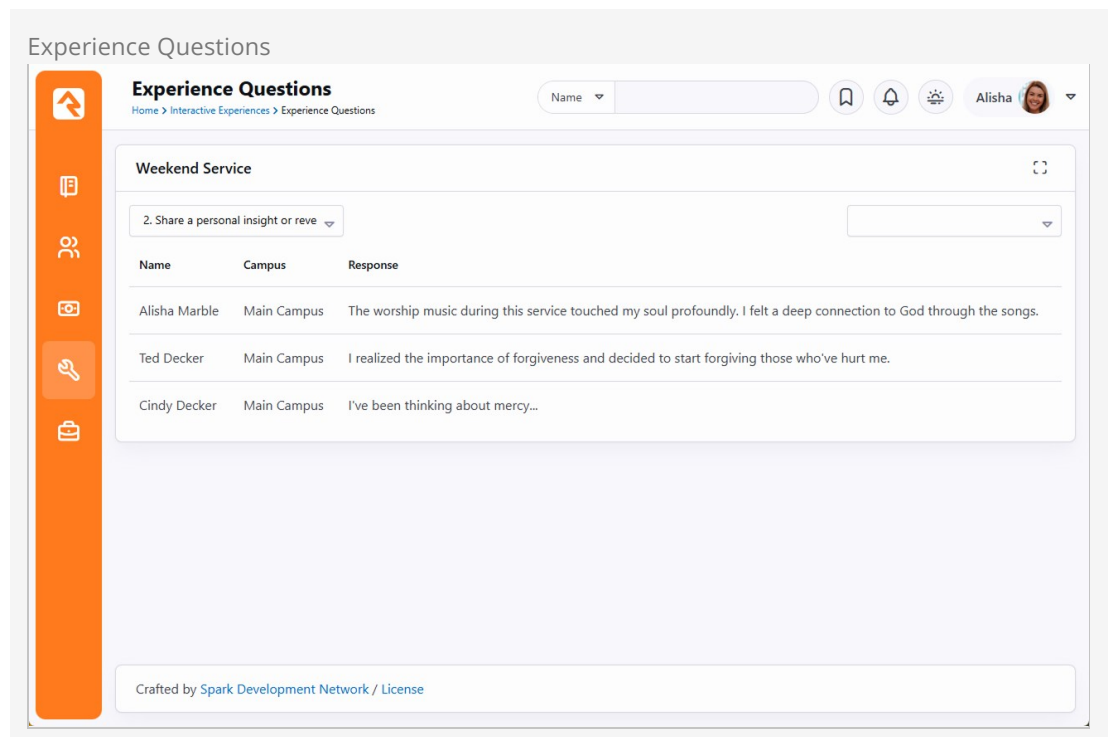 Experience Questions
Experience Questions
Home > Interactive Experiences > Experience Questions
Name
Alisha
Weekend Service
2. Share a personal insight or reve
Name Campus Response
Alisha Marble Main Campus The worship music during this service touched my soul profoundly. I felt a deep connection to God through the songs.
Ted Decker Main Campus I realized the importance of forgiveness and decided to start forgiving those who've hurt me.
Cindy Decker Main Campus I've been thinking about mercy...
Crafted by Spark Development Network / License